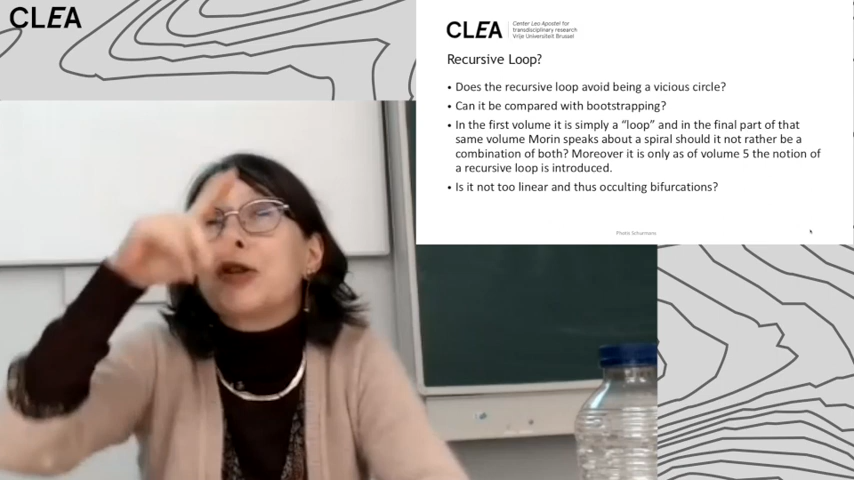 CLEA
CLEA
Center Leo Apostel for
transdisciplinary research
Vrije Universiteit Brussel
Recursive Loop?
• Does the recursive loop avoid being a vicious circle?
• Can it be compared with bootstrapping?
• In the first volume it is simply a “loop” and in the final part of that
same volume Morin speaks about a spiral should it not rather be a
combination of both? Moreover it is only as of volume 5 the notion of
a recursive loop is introduced.
• Is it not too linear and thus occulting bifurcations?